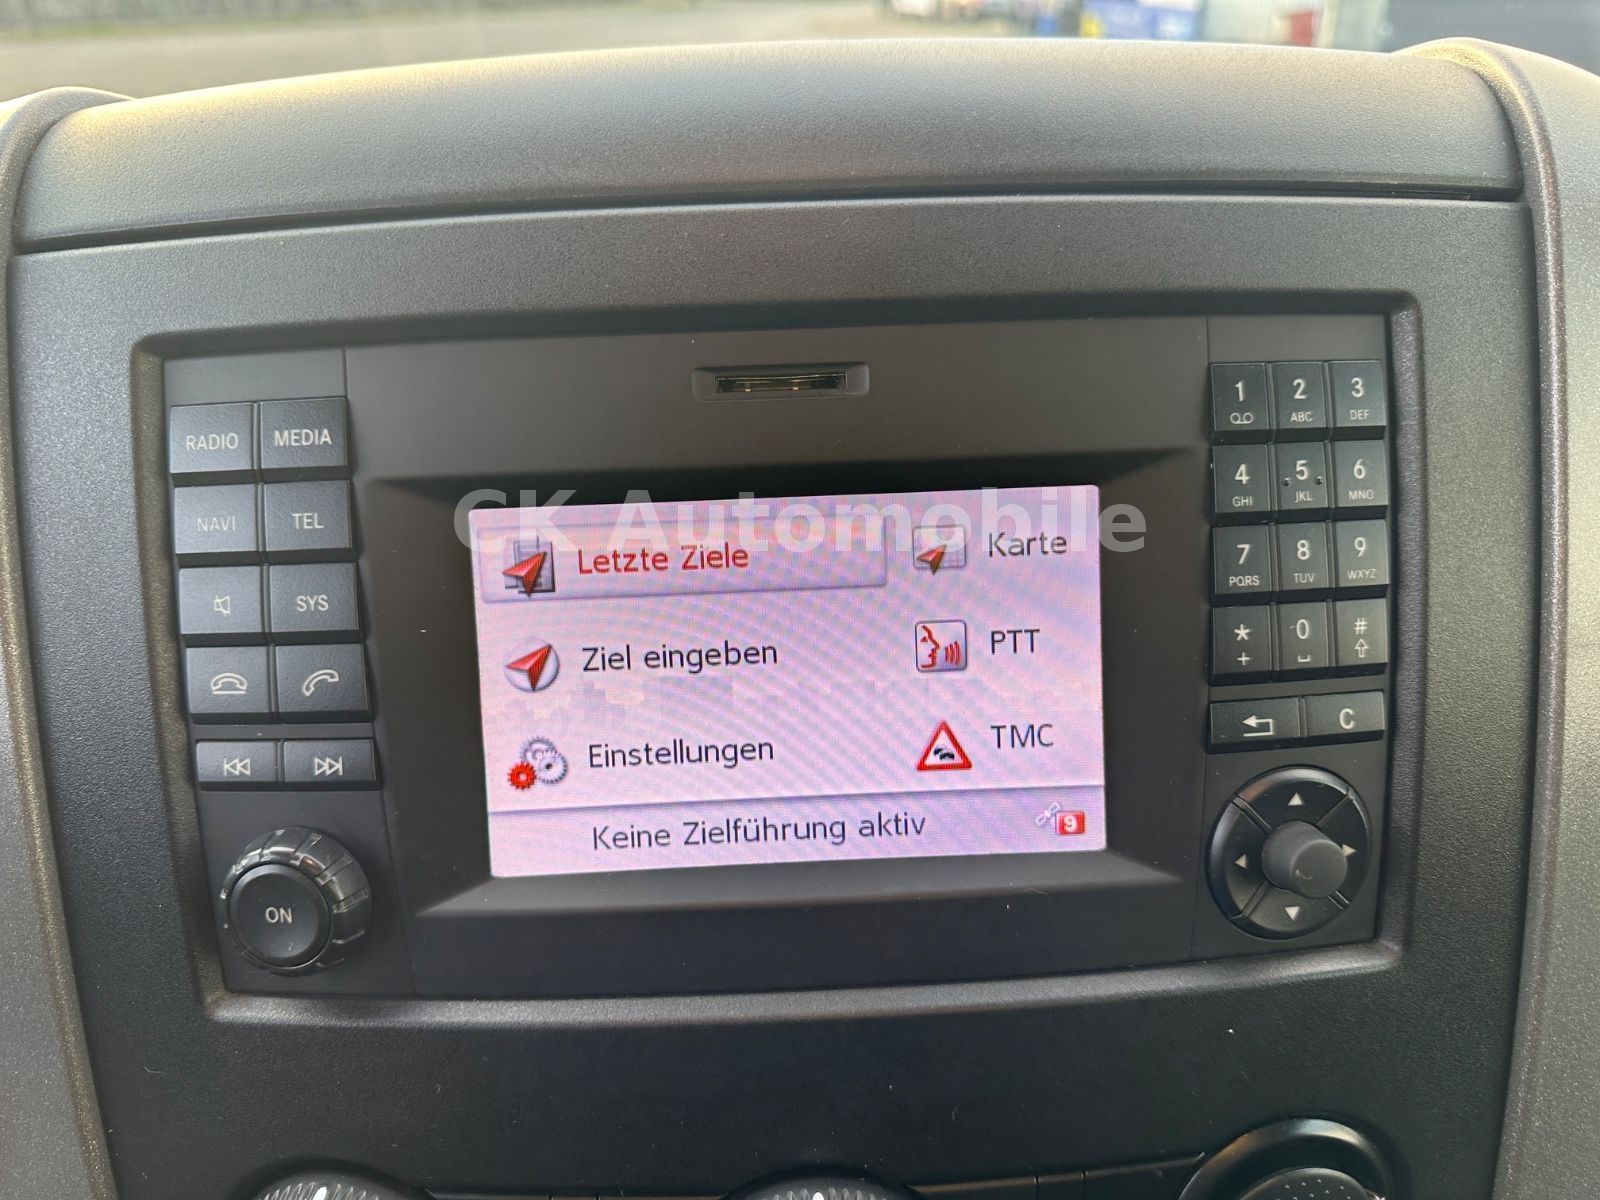 CK Automobile
RADIO MEDIA
NAVI TEL
SYS
ON
Letzte Ziele
Karte
Ziel eingeben
PTT
Einstellungen
TMC
Keine Zielführung aktiv
9
1 2 3
ABC DEF
4 5 6
GHI JKL MNO
7 8 9
PQRS TUV WXYZ
* 0 #
+
C